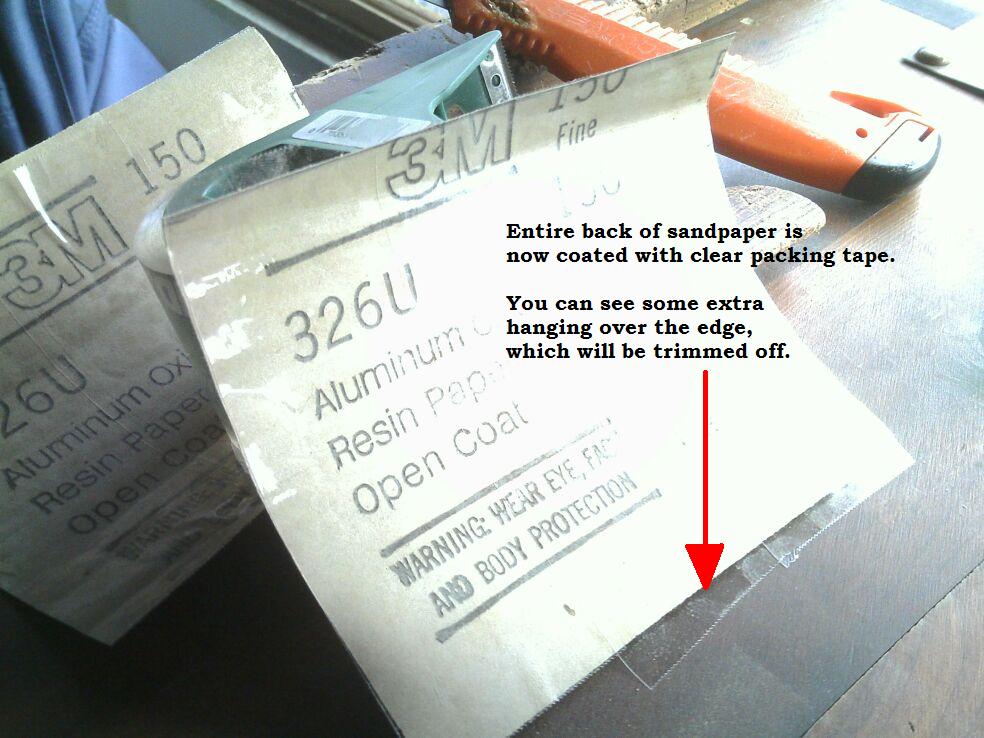 150
3M
26U
Aluminum Oxi
Resin Paper
Open Coa
3M
150
Fine
326U
Aluminum
Resin Pap
Open Coat
WARNING: WEAR EYE, FAC
AND BODY PROTECTION
Entire back of sandpaper is
now coated with clear packing tape.
You can see some extra
hanging over the edge,
which will be trimmed off.